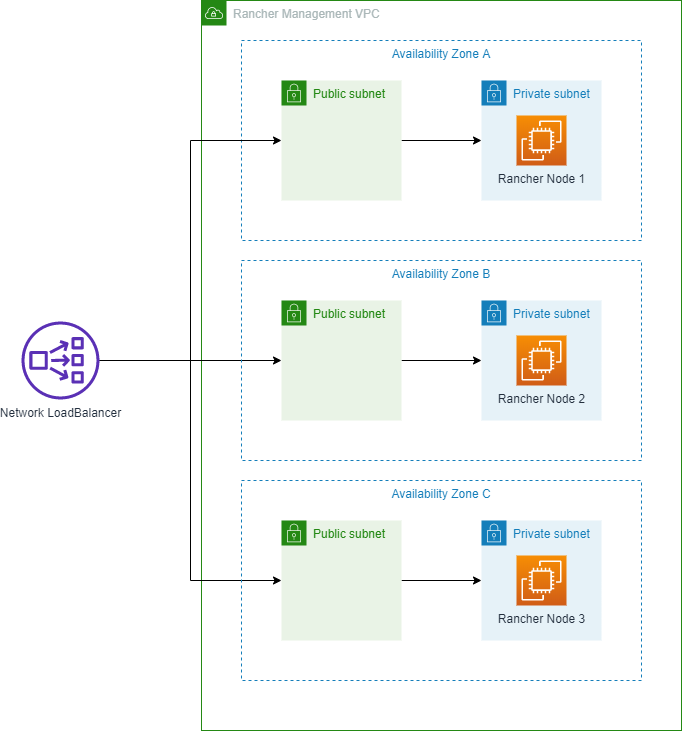 Rancher Management VPC
Availability Zone A
Public subnet
Private subnet
Rancher Node 1
Availability Zone B
Public subnet
Private subnet
Rancher Node 2
Network LoadBalancer
Availability Zone C
Public subnet
Private subnet
Rancher Node 3